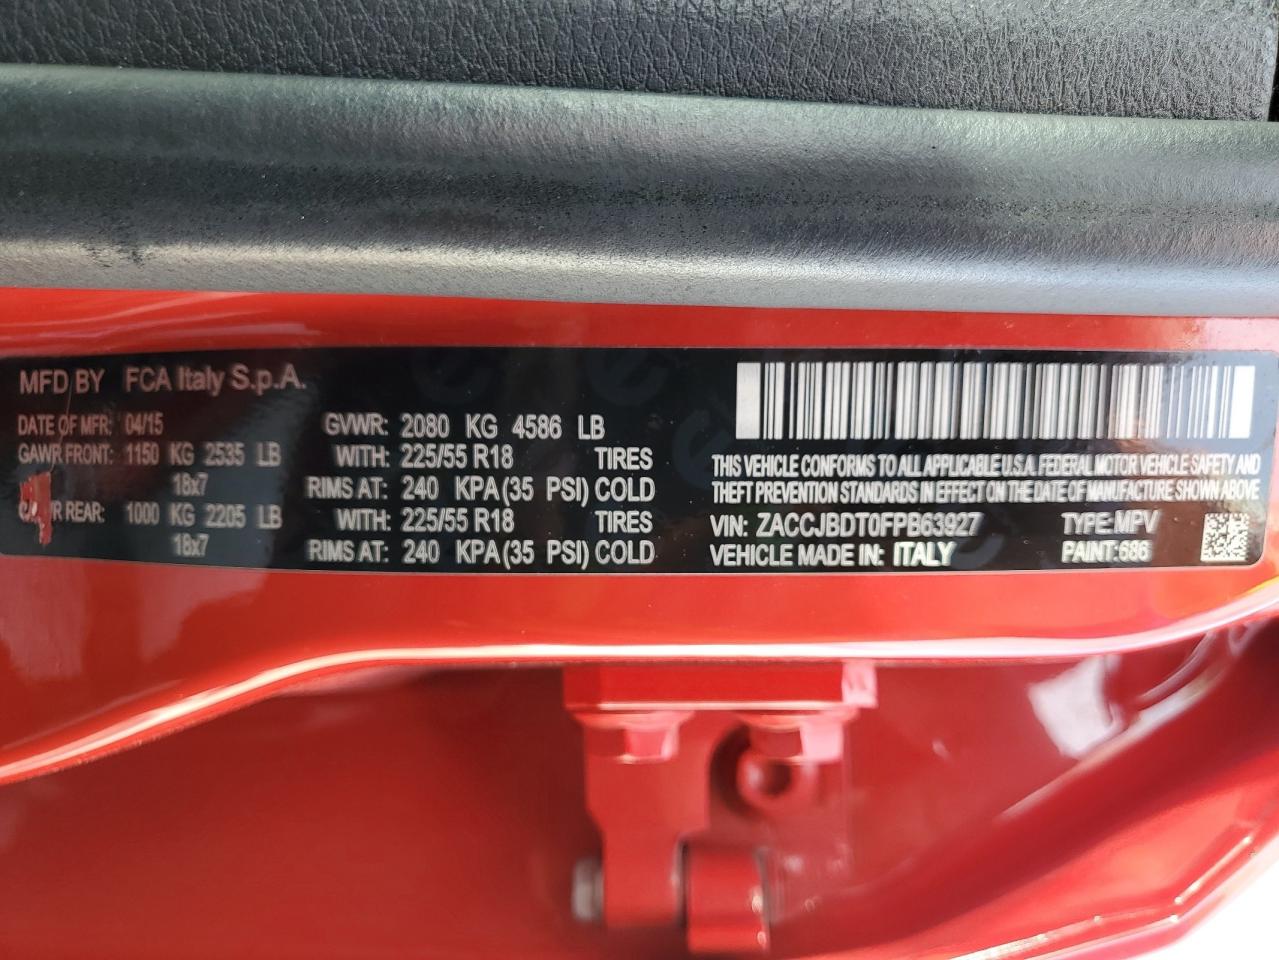 MFD BY FCA Italy S.p.A.
DATE OF MFR: 04/15 GVWR: 2080 KG 4586 LB
GAWR FRONT: 1150 KG 2535 LB WITH: 225/55 R18 TIRES
18x7 RIMS AT: 240 KPA(35 PSI) COLD
REAR: 1000 KG 2205 LB WITH: 225/55 R18 TIRES
18x7 RIMS AT: 240 KPA(35 PSI) COLD
THIS VEHICLE CONFORMS TO ALL APPLICABLE U.S.A. FEDERAL MOTOR VEHICLE SAFETY AND
THEFT PREVENTION STANDARDS IN EFFECT ON THE DATE OF MANUFACTURE SHOWN ABOVE
VIN: ZACCJBDT0FPB63927 TYPE:MPV
VEHICLE MADE IN: ITALY PAINT:686